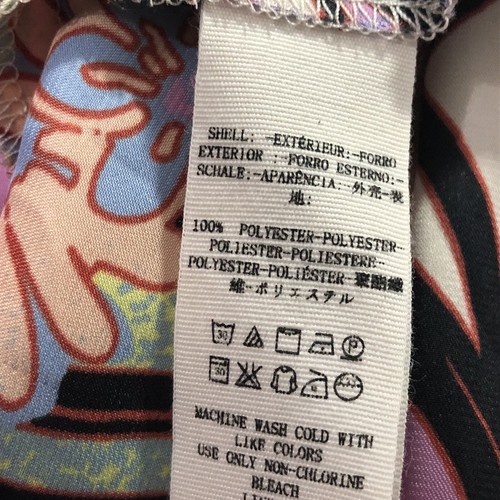 SHELL: -EXTÉRIEUR:-FORRO
EXTERIOR : -FORRO ESTERNO:-
SCHALE:-APARÊNCIA:-外壳-表
地:
100% POLYESTER-POLYESTER-
POLIESTER-POLIESTERE-
POLYESTER-POLIÉSTER-聚酯纖
維-ポリエステル
30
P
30
MACHINE WASH COLD WITH
LIKE COLORS
USE ONLY NON-CHLORINE
BLEACH